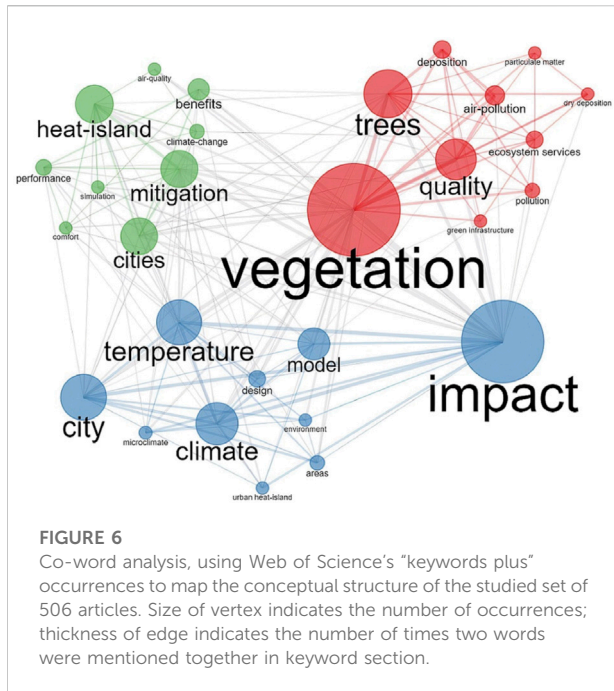 air-quality
heat-island
benefits
climate-change
performance
mitigation
simulation
comfort
cities
deposition
particulate matter
trees
air-pollution
dry deposition
ecosystem services
quality
pollution
green infrastructure
vegetation
temperature
model
impact
design
city
microclimate
climate
environment
areas
urban heat-island
FIGURE 6
Co-word analysis, using Web of Science's "keywords plus"
occurrences to map the conceptual structure of the studied set of
506 articles. Size of vertex indicates the number of occurrences;
thickness of edge indicates the number of times two words
were mentioned together in keyword section.